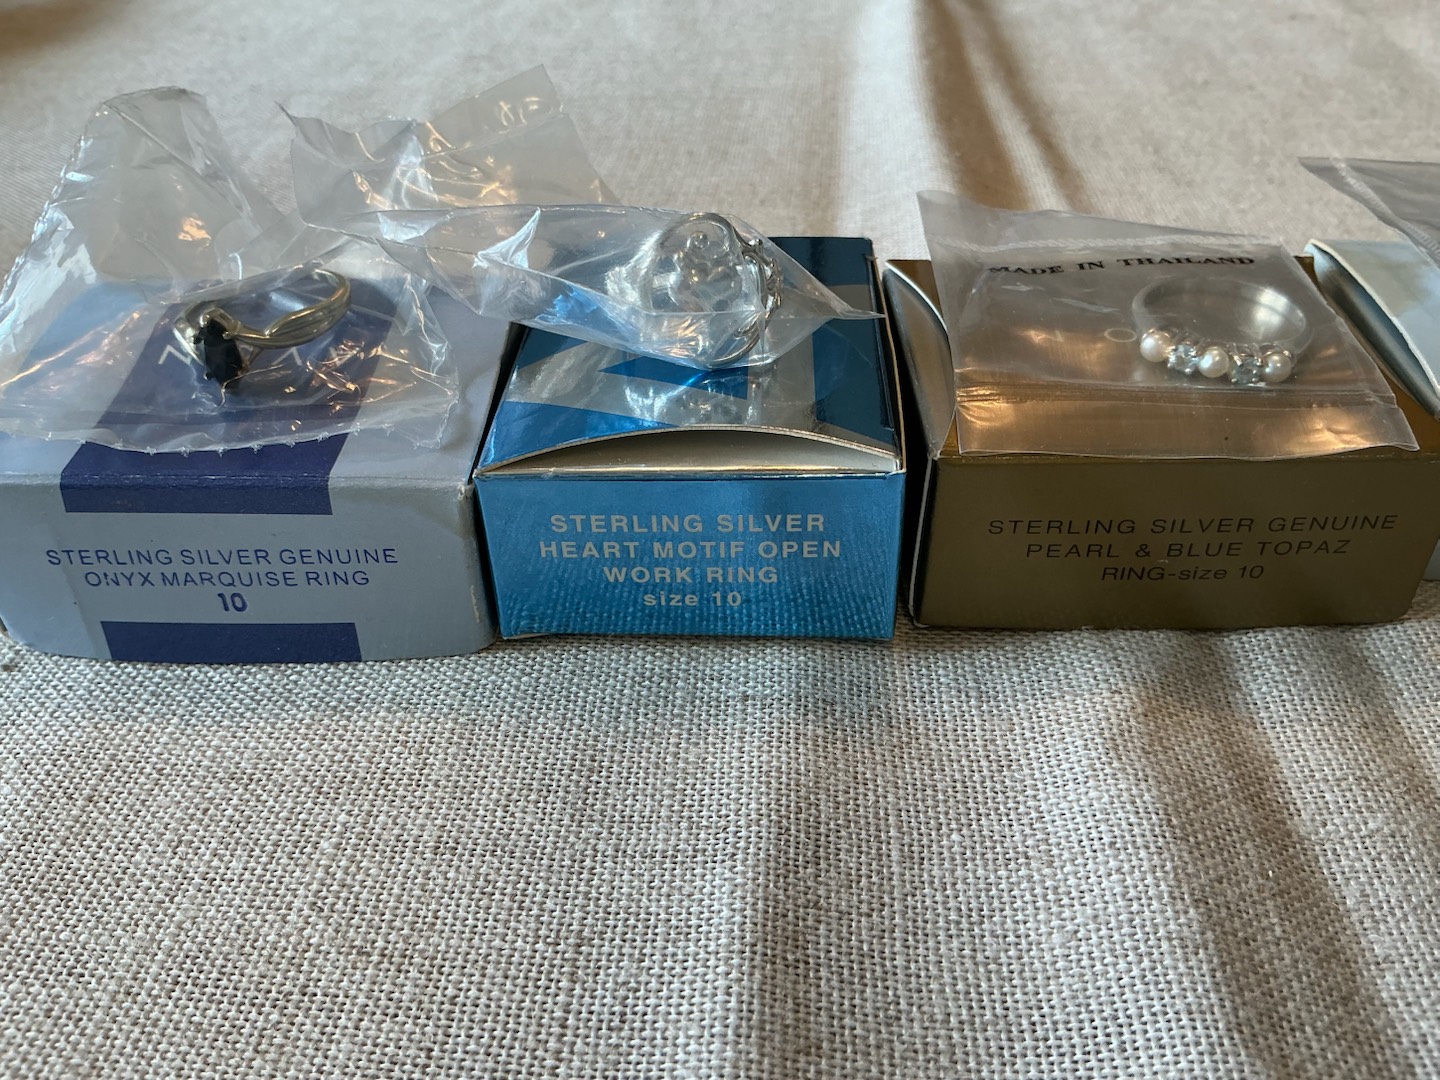 STERLING SILVER GENUINE
ONYX MARQUISE RING
10
STERLING SILVER
HEART MOTIF OPEN
WORK RING
size 10
MADE IN THAILAND
STERLING SILVER GENUINE
PEARL & BLUE TOPAZ
RING-size 10